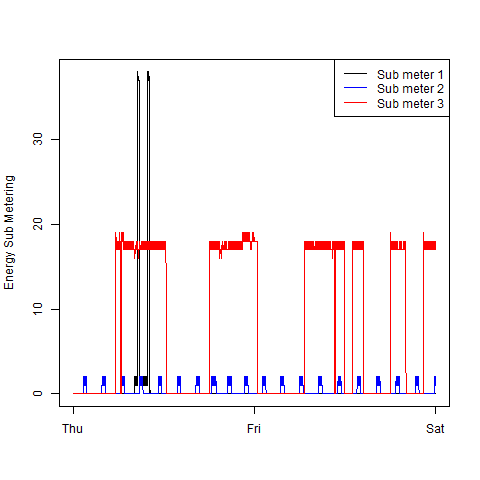 Sub meter 1
Sub meter 2
Sub meter 3
Energy Sub Metering
30
20
10
0
Thu Fri Sat